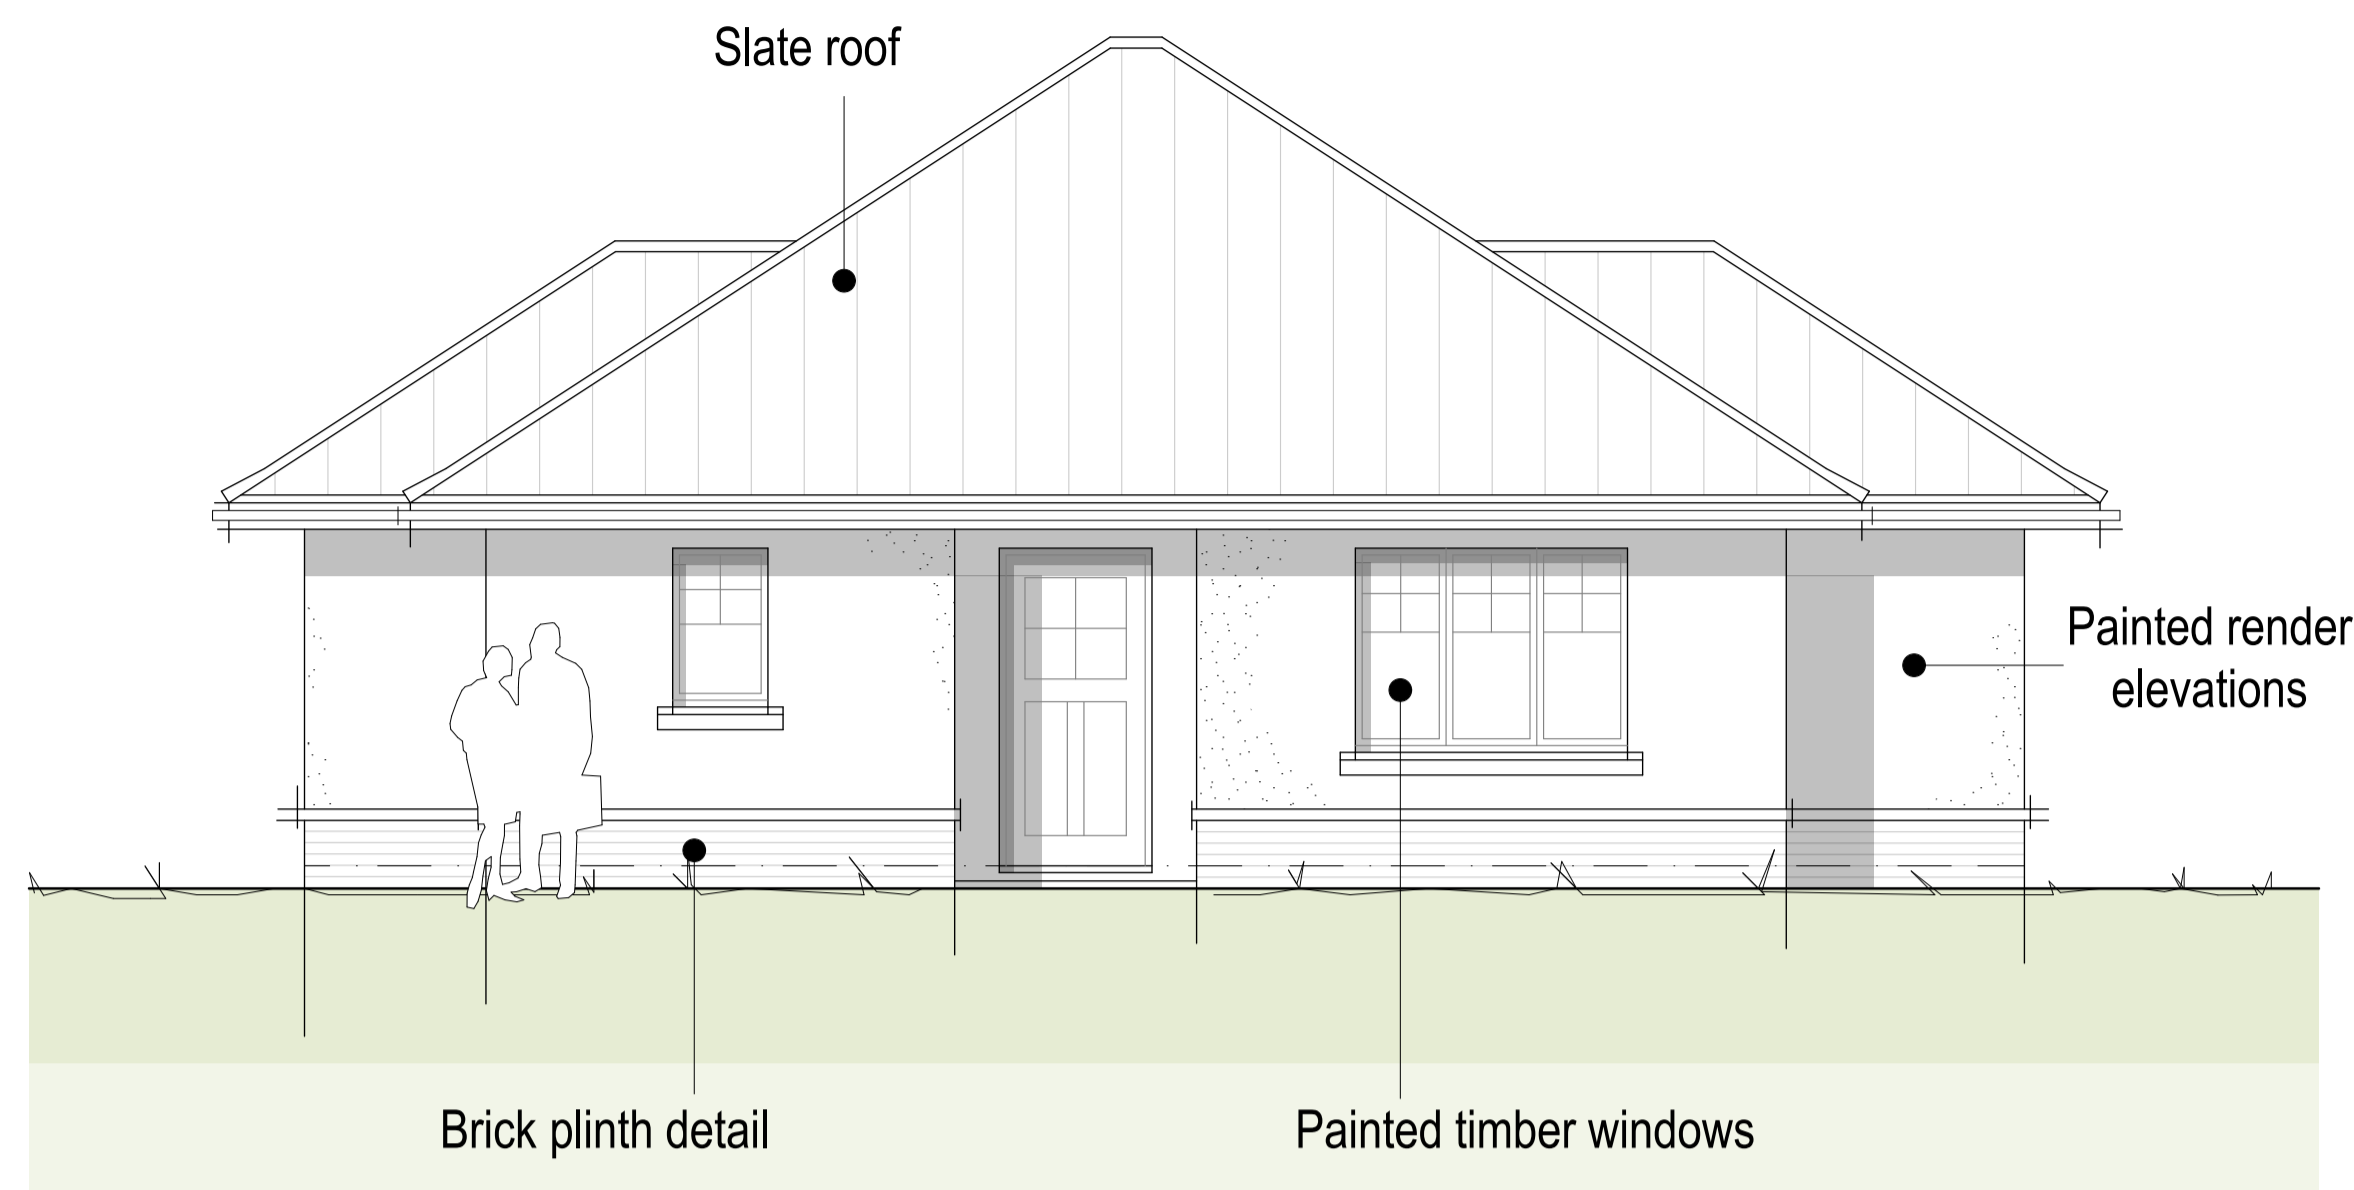 Slate roof
Painted render
elevations
Brick plinth detail
Painted timber windows